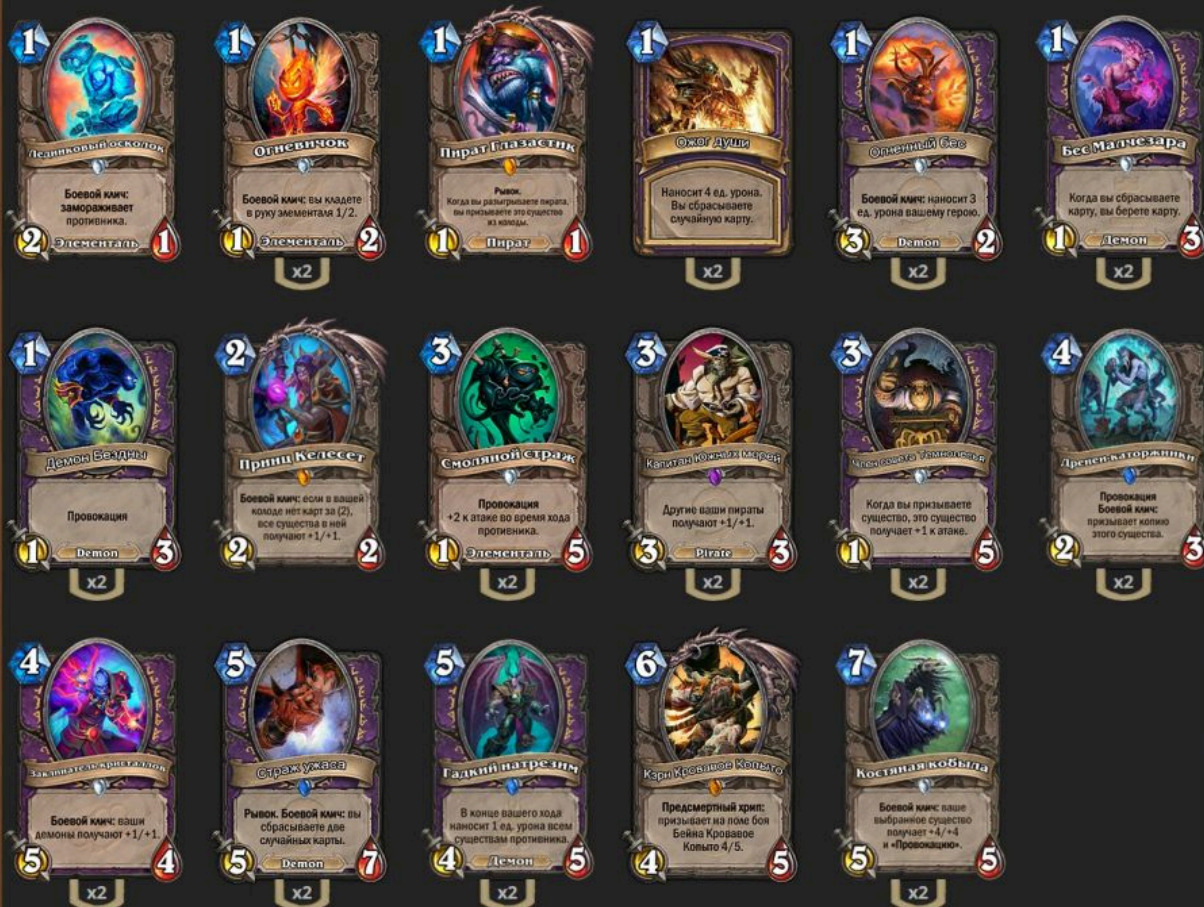 1
Ледниковый осколок
Боевой клич:
замораживает
противника.
2 Элементаль 1
1
Огневичок
Боевой клич: вы кладете
в руку элементаля 1/2.
1 Элементаль 2
x2
1
Пират Глазастик
Рывок.
Когда вы разыгрываете пирата,
вы призываете это существо
из колоды.
1 Пират 1
1
Ожог души
Наносит 4 ед. урона.
Вы сбрасываете
случайную карту.
x2
1
Огненный бес
Боевой клич: наносит 3
ед. урона вашему герою.
3 Demon 2
x2
1
Бес Малчезара
Когда вы сбрасываете
карту, вы берете карту.
1 Демон 3
x2
1
Демон Бездны
Провокация
1 Demon 3
x2
2
Принц Келесет
Боевой клич: если в вашей
колоде нет карт за (2),
все существа в ней
получают +1/+1.
2 2
3
Смоляной страж
Провокация
+2 к атаке во время хода
противника.
1 Элементаль 5
x2
3
Капитан Южных морей
Другие ваши пираты
получают +1/+1.
3 Pirate 3
x2
3
Член совета Темнолесья
Когда вы призываете
существо, это существо
получает +1 к атаке.
1 5
x2
4
Дренеи-каторжники
Провокация
Боевой клич:
призывает копию
этого существа.
2 3
x2
4
Заклинатель кристаллов
Боевой клич: ваши
демоны получают +1/+1.
5 4
x2
5
Страж ужаса
Рывок. Боевой клич: вы
сбрасываете две
случайных карты.
5 Demon 7
x2
5
Гадкий натрезим
В конце вашего хода
наносит 1 ед. урона всем
существам противника.
4 Демон 5
x2
6
Кэрн Кровавое Копыто
Предсмертный хрип:
призывает на поле боя
Бейна Кровавое
Копыто 4/5.
4 5
7
Костяная кобыла
Боевой клич: ваше
выбранное существо
получает +4/+4
и «Провокацию».
5 5
x2